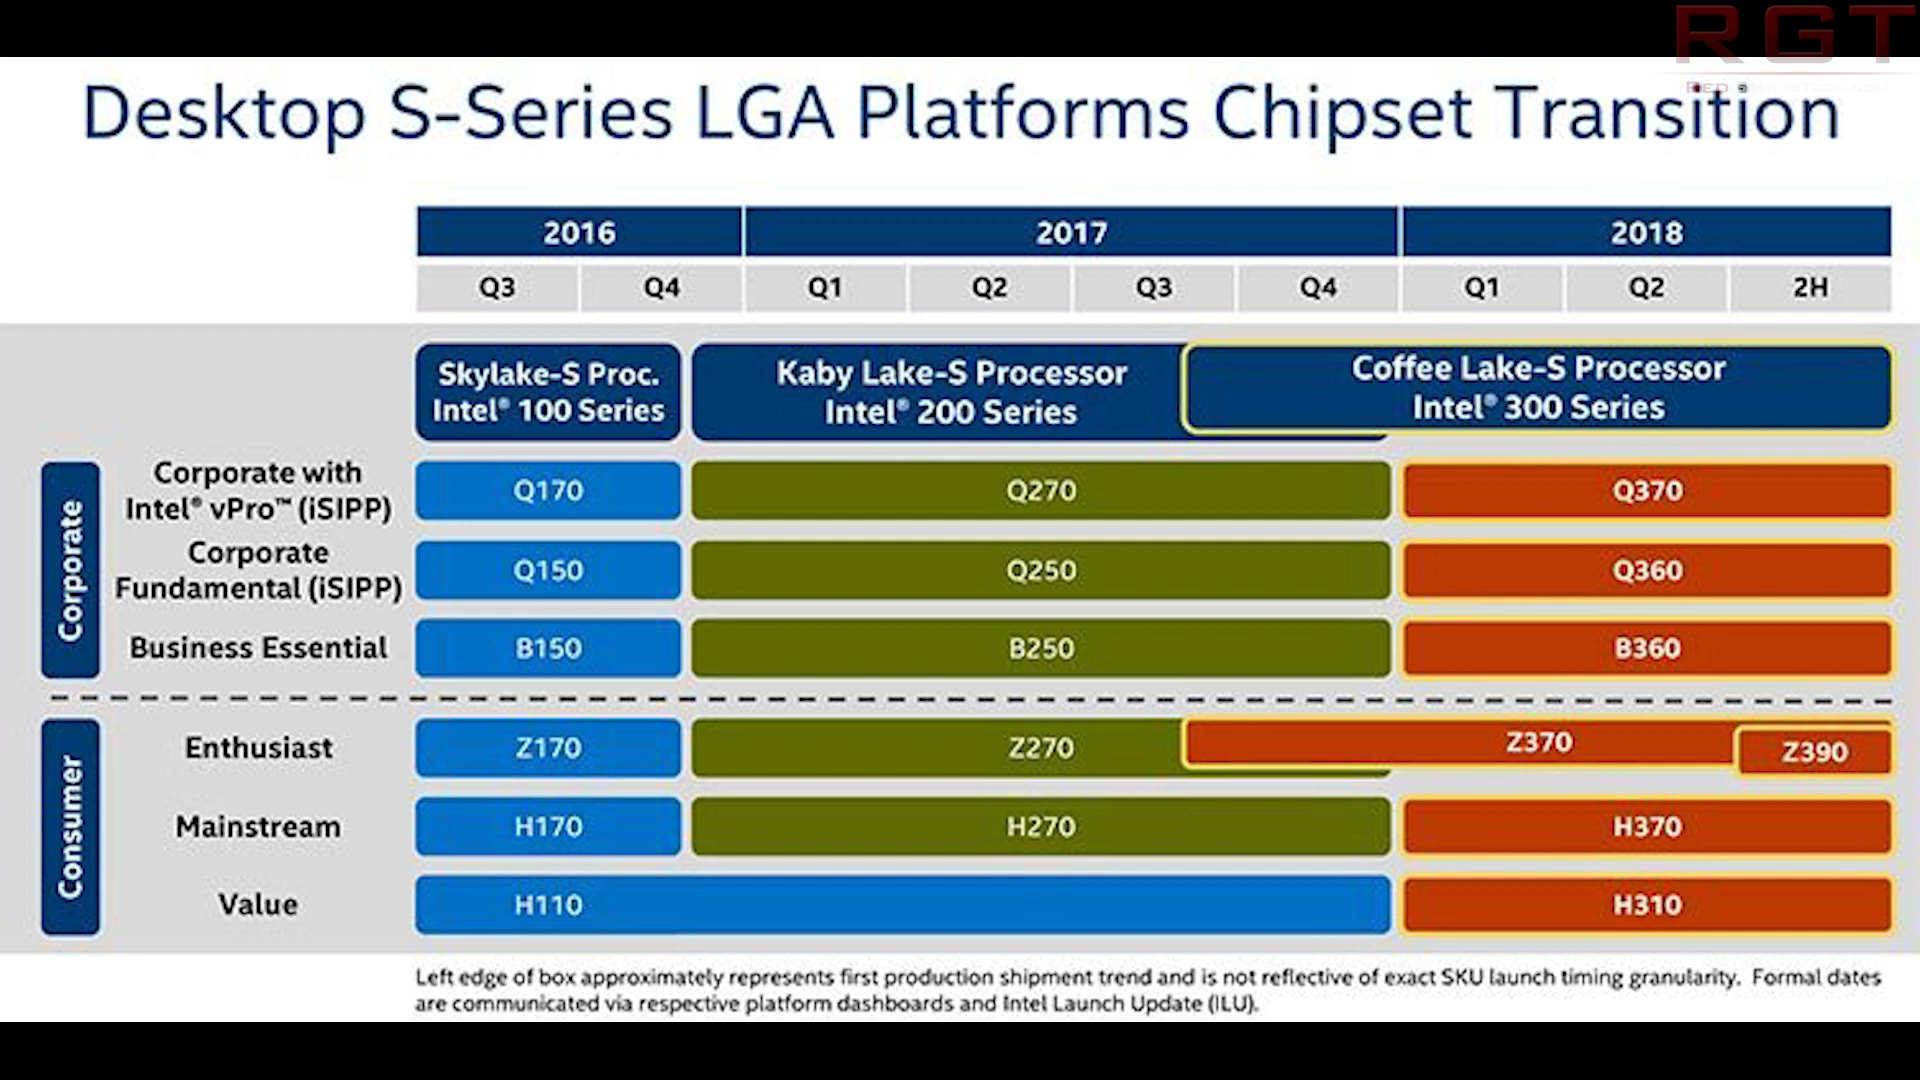 RGT
Desktop S-Series LGA Platforms Chipset Transition
2016 2017 2018
Q3 Q4 Q1 Q2 Q3 Q4 Q1 Q2 2H
Skylake-S Proc.
Intel® 100 Series
Kaby Lake-S Processor
Intel® 200 Series
Coffee Lake-S Processor
Intel® 300 Series
Corporate
Corporate with
Intel® vPro™ (iSIPP)
Q170 Q270 Q370
Corporate
Fundamental (iSIPP)
Q150 Q250 Q360
Business Essential B150 B250 B360
Consumer
Enthusiast Z170 Z270 Z370 Z390
Mainstream H170 H270 H370
Value H110 H310
Left edge of box approximately represents first production shipment trend and is not reflective of exact SKU launch timing granularity. Formal dates
are communicated via respective platform dashboards and Intel Launch Update (ILU).